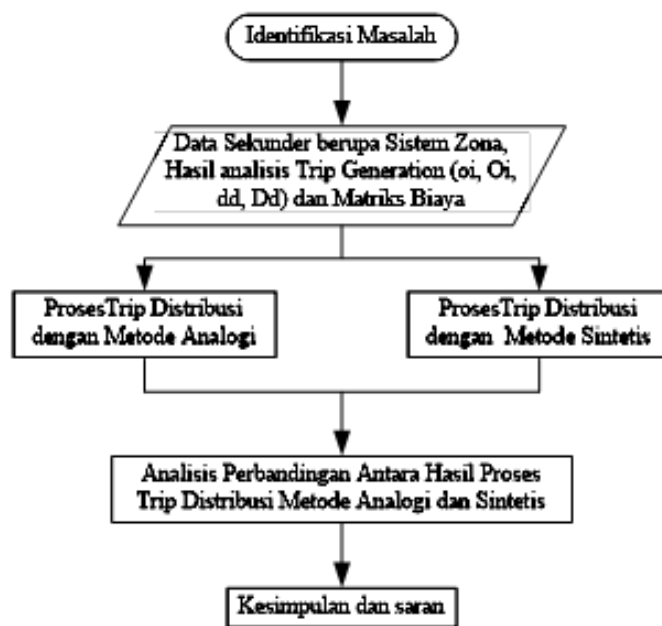 Identifikasi Masalah
Data Sekunder berupa Sistem Zona,
Hasil analisis Trip Generation (oi, Oi,
dd, Dd) dan Matriks Biaya
ProsesTrip Distribusi
dengan Metode Analogi
ProsesTrip Distribusi
dengan Metode Sintetis
Analisis Perbandingan Antara Hasil Proses
Trip Distribusi Metode Analogi dan Sintetis
Kesimpulan dan saran